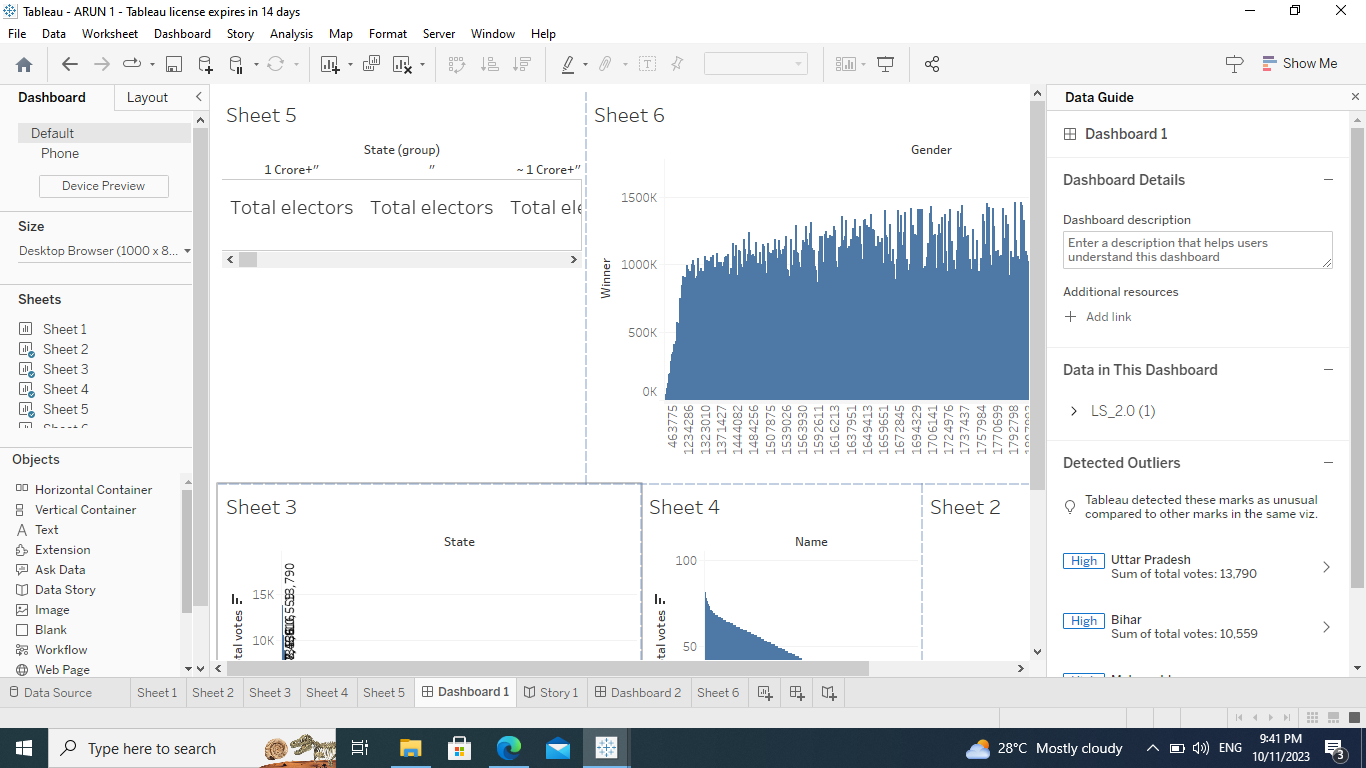 Tableau - ARUN 1 - Tableau license expires in 14 days
File Data Worksheet Dashboard Story Analysis Map Format Server Window Help
Show Me
Dashboard Layout
Default
Phone
Device Preview
Size
Desktop Browser (1000 x 8...
Sheets
Sheet 1
Sheet 2
Sheet 3
Sheet 4
Sheet 5
Objects
Horizontal Container
Vertical Container
Text
Extension
Ask Data
Data Story
Image
Blank
Workflow
Web Page
Sheet 5
State (group)
1 Crore+” ” ~ 1 Crore+”
Total electors Total electors Total ele
Sheet 6
Gender
Winner
1500K
1000K
500K
0K
463775
1234286
1323010
1371427
1444082
1484256
1507875
1539026
1563930
1592611
1616213
1637951
1649413
1659651
1672845
1694329
1706141
1724976
1737437
1757984
1770699
1792798
Sheet 3
State
tal votes
15K
10K
13,790
Sheet 4
Name
tal votes
100
50
Sheet 2
Data Guide
Dashboard 1
Dashboard Details
Dashboard description
Enter a description that helps users
understand this dashboard
Additional resources
Add link
Data in This Dashboard
LS_2.0 (1)
Detected Outliers
Tableau detected these marks as unusual
compared to other marks in the same viz.
High Uttar Pradesh
Sum of total votes: 13,790
High Bihar
Sum of total votes: 10,559
Data Source Sheet 1 Sheet 2 Sheet 3 Sheet 4 Sheet 5 Dashboard 1 Story 1 Dashboard 2 Sheet 6
Type here to search
28°C Mostly cloudy
ENG
9:41 PM
10/11/2023
3